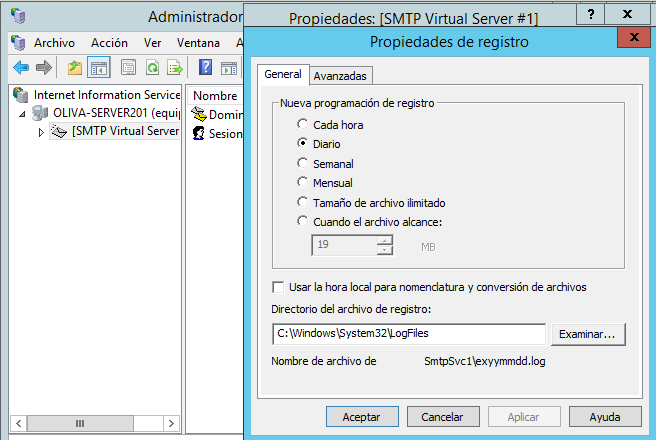 Administrador
Propiedades: [SMTP Virtual Server #1]
? X
Archivo Acción Ver Ventana A
Internet Information Service
OLIVA-SERVER201 (equip
[SMTP Virtual Server
Nombre
Domin
Sesion
Propiedades de registro
X
General
Avanzadas
Nueva programación de registro
Cada hora
Diario
Semanal
Mensual
Tamaño de archivo ilimitado
Cuando el archivo alcance:
19 MB
Usar la hora local para nomenclatura y conversión de archivos
Directorio del archivo de registro:
C:\Windows\System32\LogFiles
Examinar...
Nombre de archivo de SmtpSvc1\exyymmdd.log
Aceptar Cancelar Aplicar Ayuda